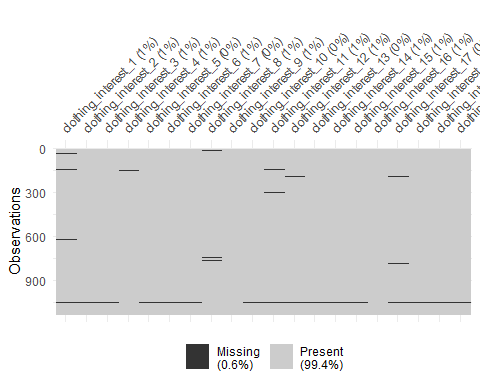 clothing_interest_1 (1%)
clothing_interest_2 (1%)
clothing_interest_3 (1%)
clothing_interest_4 (1%)
clothing_interest_5 (0%)
clothing_interest_6 (1%)
clothing_interest_7 (0%)
clothing_interest_8 (1%)
clothing_interest_9 (1%)
clothing_interest_10 (0%)
clothing_interest_11 (1%)
clothing_interest_12 (1%)
clothing_interest_13 (0%)
clothing_interest_14 (1%)
clothing_interest_15 (1%)
clothing_interest_16 (1%)
clothing_interest_17 (0
0
300
600
900
Observations
Missing
(0.6%)
Present
(99.4%)